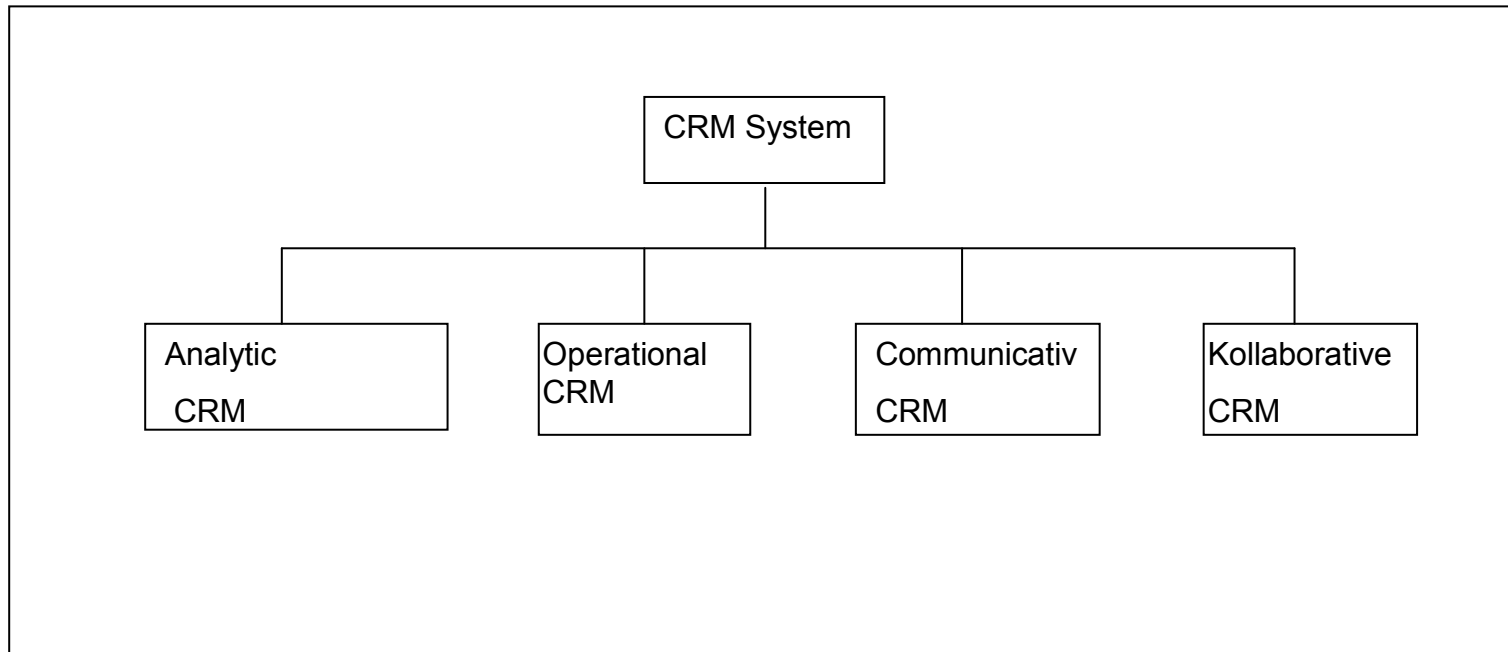 CRM System
Analytic
CRM
Operational
CRM
Communicativ
CRM
Kollaborative
CRM